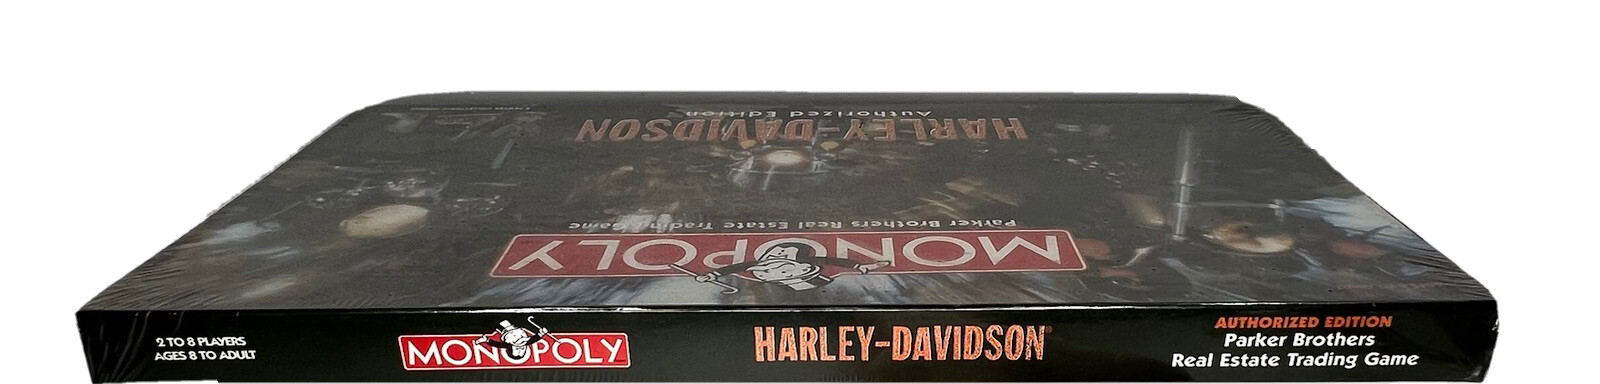 Authorized Edition
HARLEY-DAVIDSON
Parker Brothers Real Estate Trading Game
MONOPOLY
2 TO 8 PLAYERS
AGES 8 TO ADULT
MONOPOLY
HARLEY-DAVIDSON
AUTHORIZED EDITION
Parker Brothers
Real Estate Trading Game